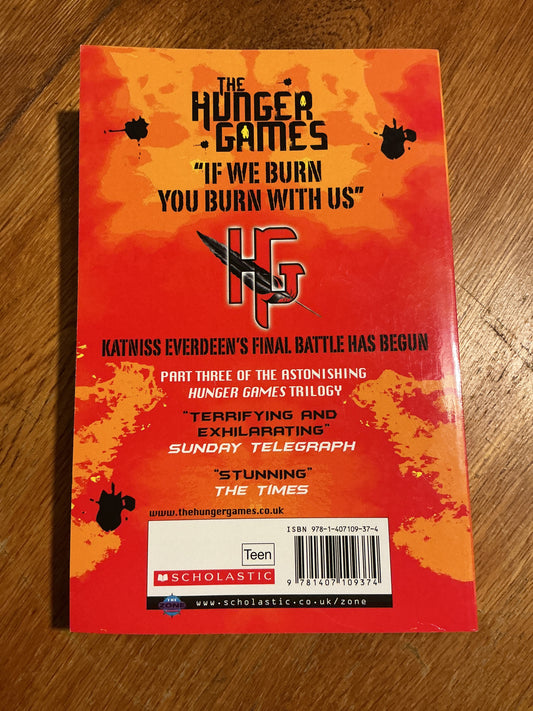 THE
HUNGER
GAMES
"IF WE BURN
YOU BURN WITH US"
HG
KATNISS EVERDEEN'S FINAL BATTLE HAS BEGUN
PART THREE OF THE ASTONISHING
HUNGER GAMES TRILOGY
"TERRIFYING AND
EXHILARATING"
SUNDAY TELEGRAPH
"STUNNING"
THE TIMES
www.thehungergames.co.uk
ISBN 978-1-407109-37-4
Teen
SCHOLASTIC
9 781407 109374
THE
ZONE
www.scholastic.co.uk/zone